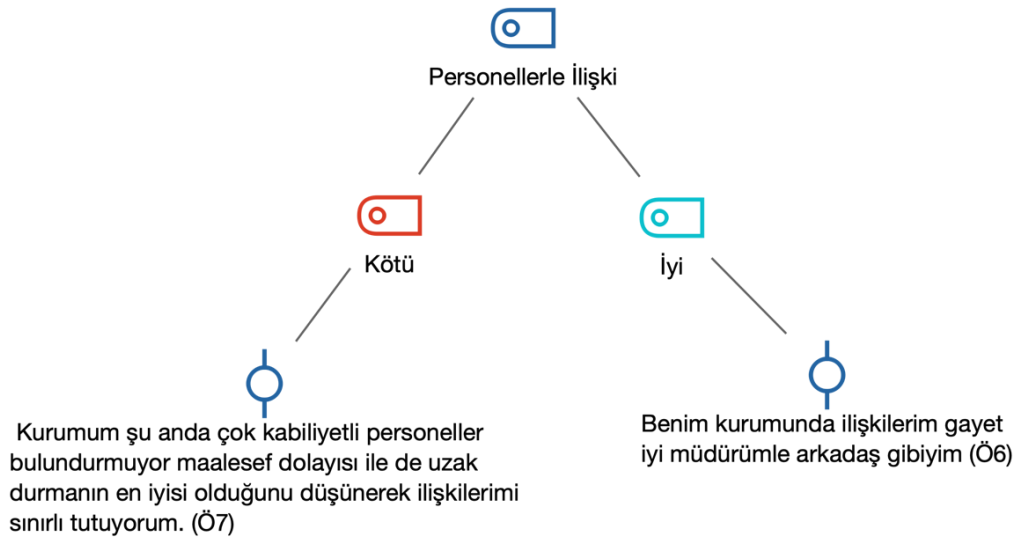 Personellerle İlişki
Kötü
İyi
Kurumum şu anda çok kabiliyetli personeller
bulundurmuyor maalesef dolayısı ile de uzak
durmanın en iyisi olduğunu düşünerek ilişkilerimi
sınırlı tutuyorum. (Ö7)
Benim kurumunda ilişkilerim gayet
iyi müdürümle arkadaş gibiyim (Ö6)